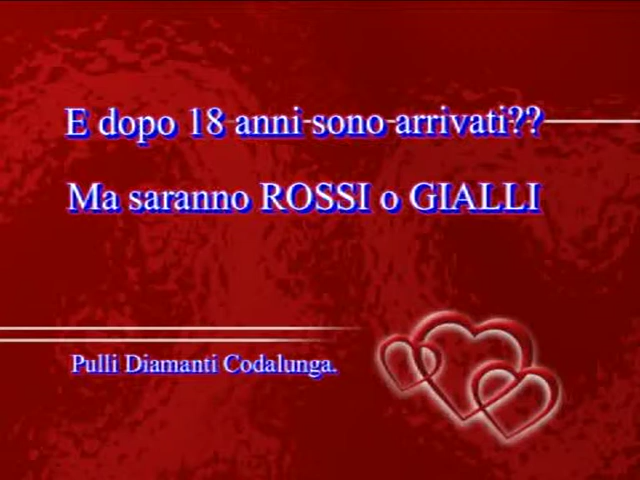 E dopo 18 anni sono arrivati??
Ma saranno ROSSI o GIALLI
Pulli Diamanti Codalunga.